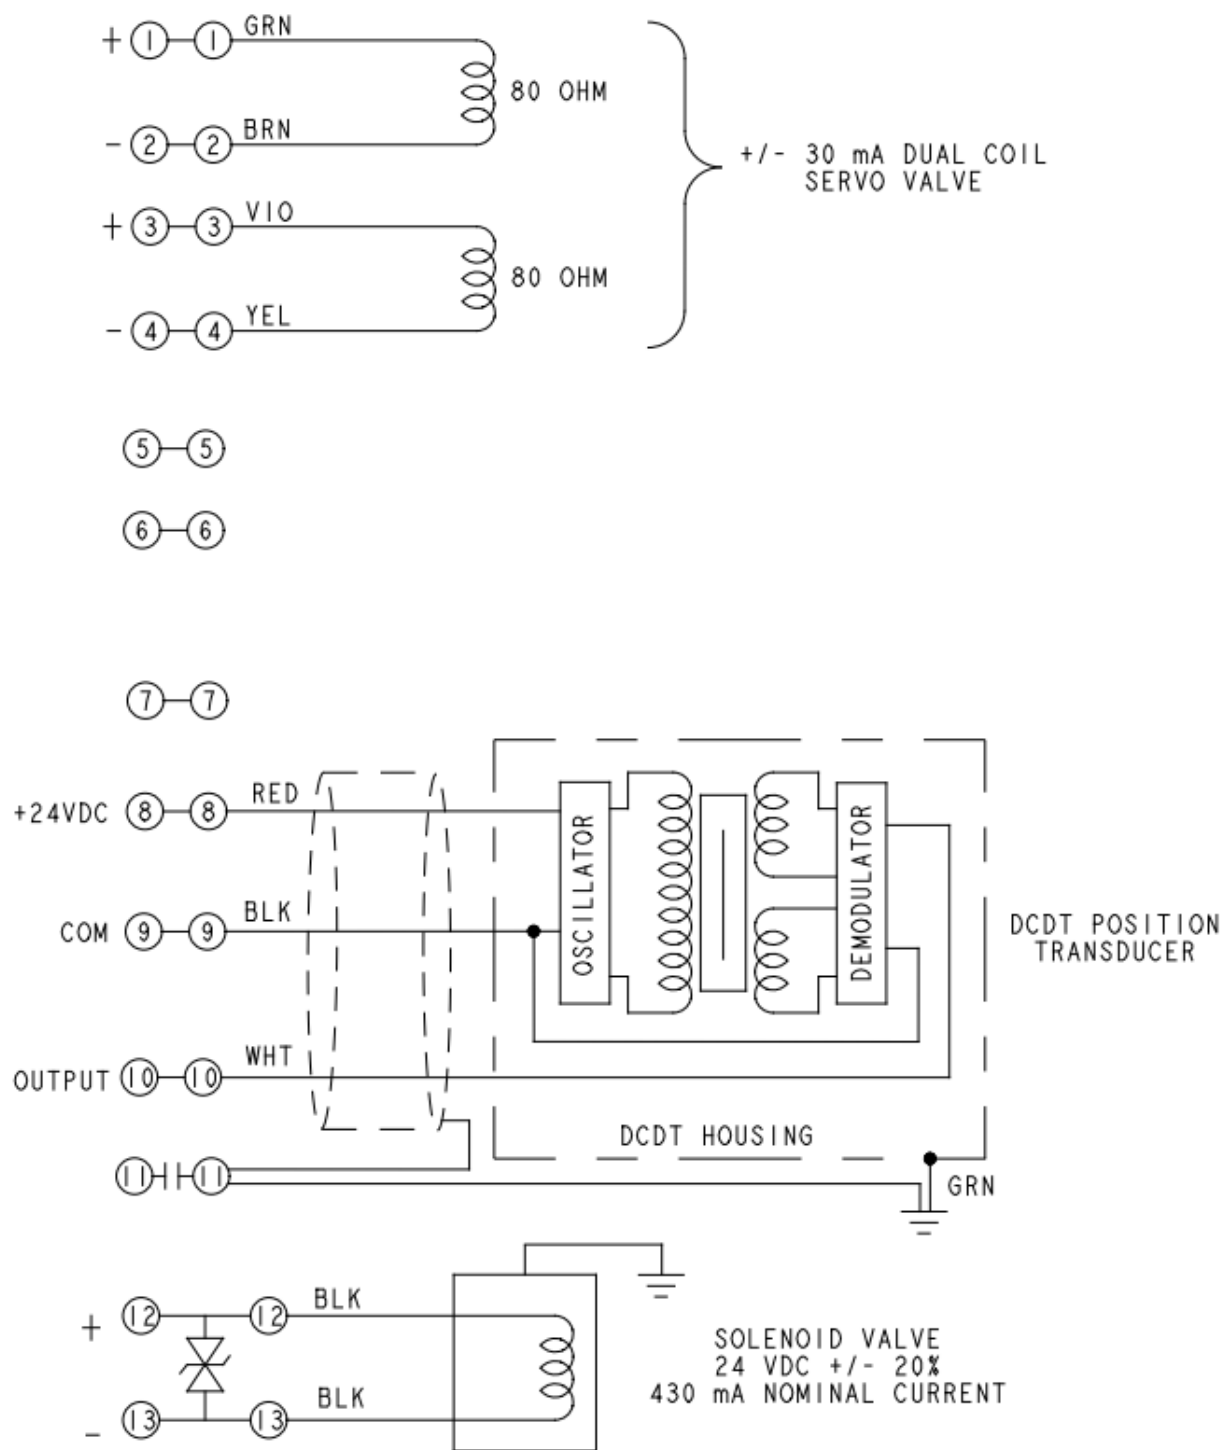 + 1 1 GRN
80 OHM
- 2 2 BRN
+/- 30 mA DUAL COIL
SERVO VALVE
+ 3 3 VIO
80 OHM
- 4 4 YEL
5 5
6 6
7 7
+24VDC 8 8 RED
OSCILLATOR
DEMODULATOR
COM 9 9 BLK
DCDT POSITION
TRANSDUCER
OUTPUT 10 10 WHT
DCDT HOUSING
11 11
GRN
+ 12 12 BLK
SOLENOID VALVE
24 VDC +/- 20%
430 mA NOMINAL CURRENT
- 13 13 BLK